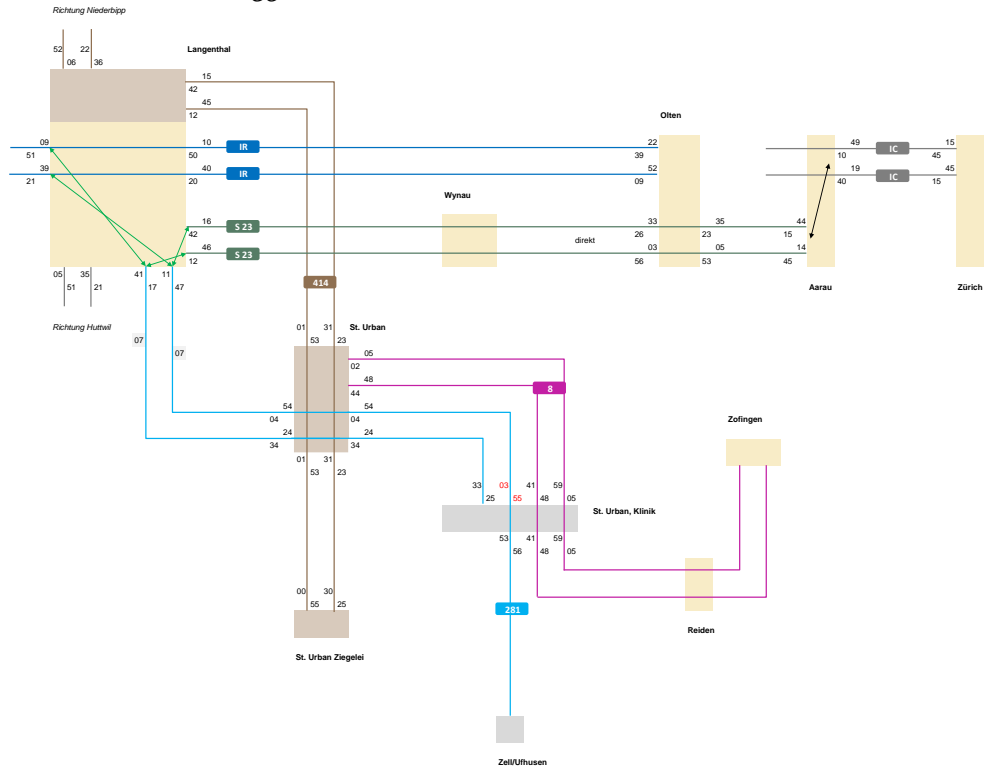 Richtung Niederbipp
52 22
06 36
Langenthal
15
42
45
12
Olten
09 10 IR 22 49 IC 15
51 50 39 10 45
39 40 IR 52 19 IC 45
21 20 09 40 15
Wynau
16 S 23 33 35 44
42 direkt 26 23 15
46 S 23 03 05 14
12 56 53 45
05 35 41 11
51 21 17 47
414
Aarau
Zürich
Richtung Huttwil
01 31 St. Urban
53 23
07
07
05
02
48
44
8
54 54
04 04
24 24
34 34
Zofingen
01 31
53 23
33 03 41 59
25 55 48 05
St. Urban, Klinik
53 41 59
56 48 05
00 30
55 25
281
Reiden
St. Urban Ziegelei
Zell/Ufhusen